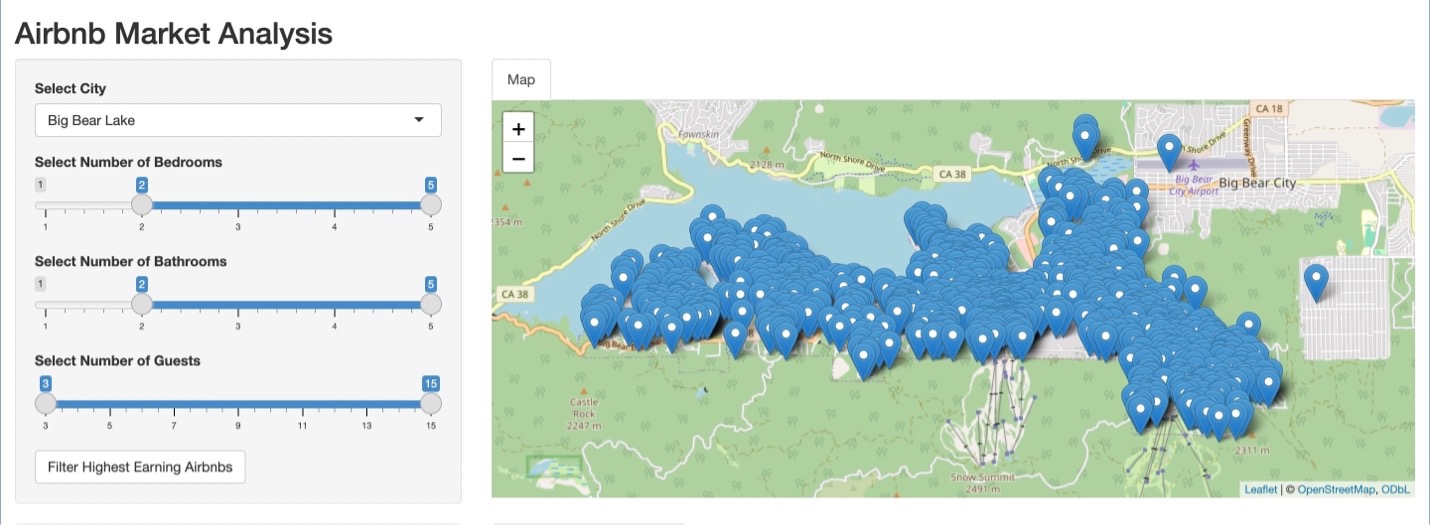 Airbnb Market Analysis
Select City
Big Bear Lake
Select Number of Bedrooms
1 2 5
1 2 3 4 5
Select Number of Bathrooms
1 2 5
1 2 3 4 5
Select Number of Guests
3 15
3 5 7 9 11 13 15
Filter Highest Earning Airbnbs
Map
+
−
Fawnskin
2128 m
North Shore Drive
CA 38
North Shore Drive
CA 18
Greenway Drive
Shore Drive
Big Bear
City Airport
Big Bear City
2354 m
North Shore Drive
CA 38
Castle
Rock
2247 m
Snow Summit
2491 m
2311 m
Leaflet | © OpenStreetMap, ODbL